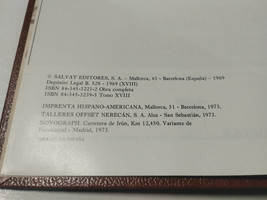 © SALVAT EDITORES, S. A. - Mallorca, 41 - Barcelona (España) - 1969
Depósito Legal B. 528 - 1969 (XVIII)
ISBN 84-345-3221-2 Obra completa
ISBN 84-345-3239-5 Tomo XVIII
IMPRENTA HISPANO-AMERICANA, Mallorca, 51 - Barcelona, 1973.
TALLERES OFFSET NERECÁN, S. A. Alza - San Sebastián, 1973.
NOVOGRAPH. Carretera de Irún, Km 12,450. Variante de
Fuencarral - Madrid, 1973.